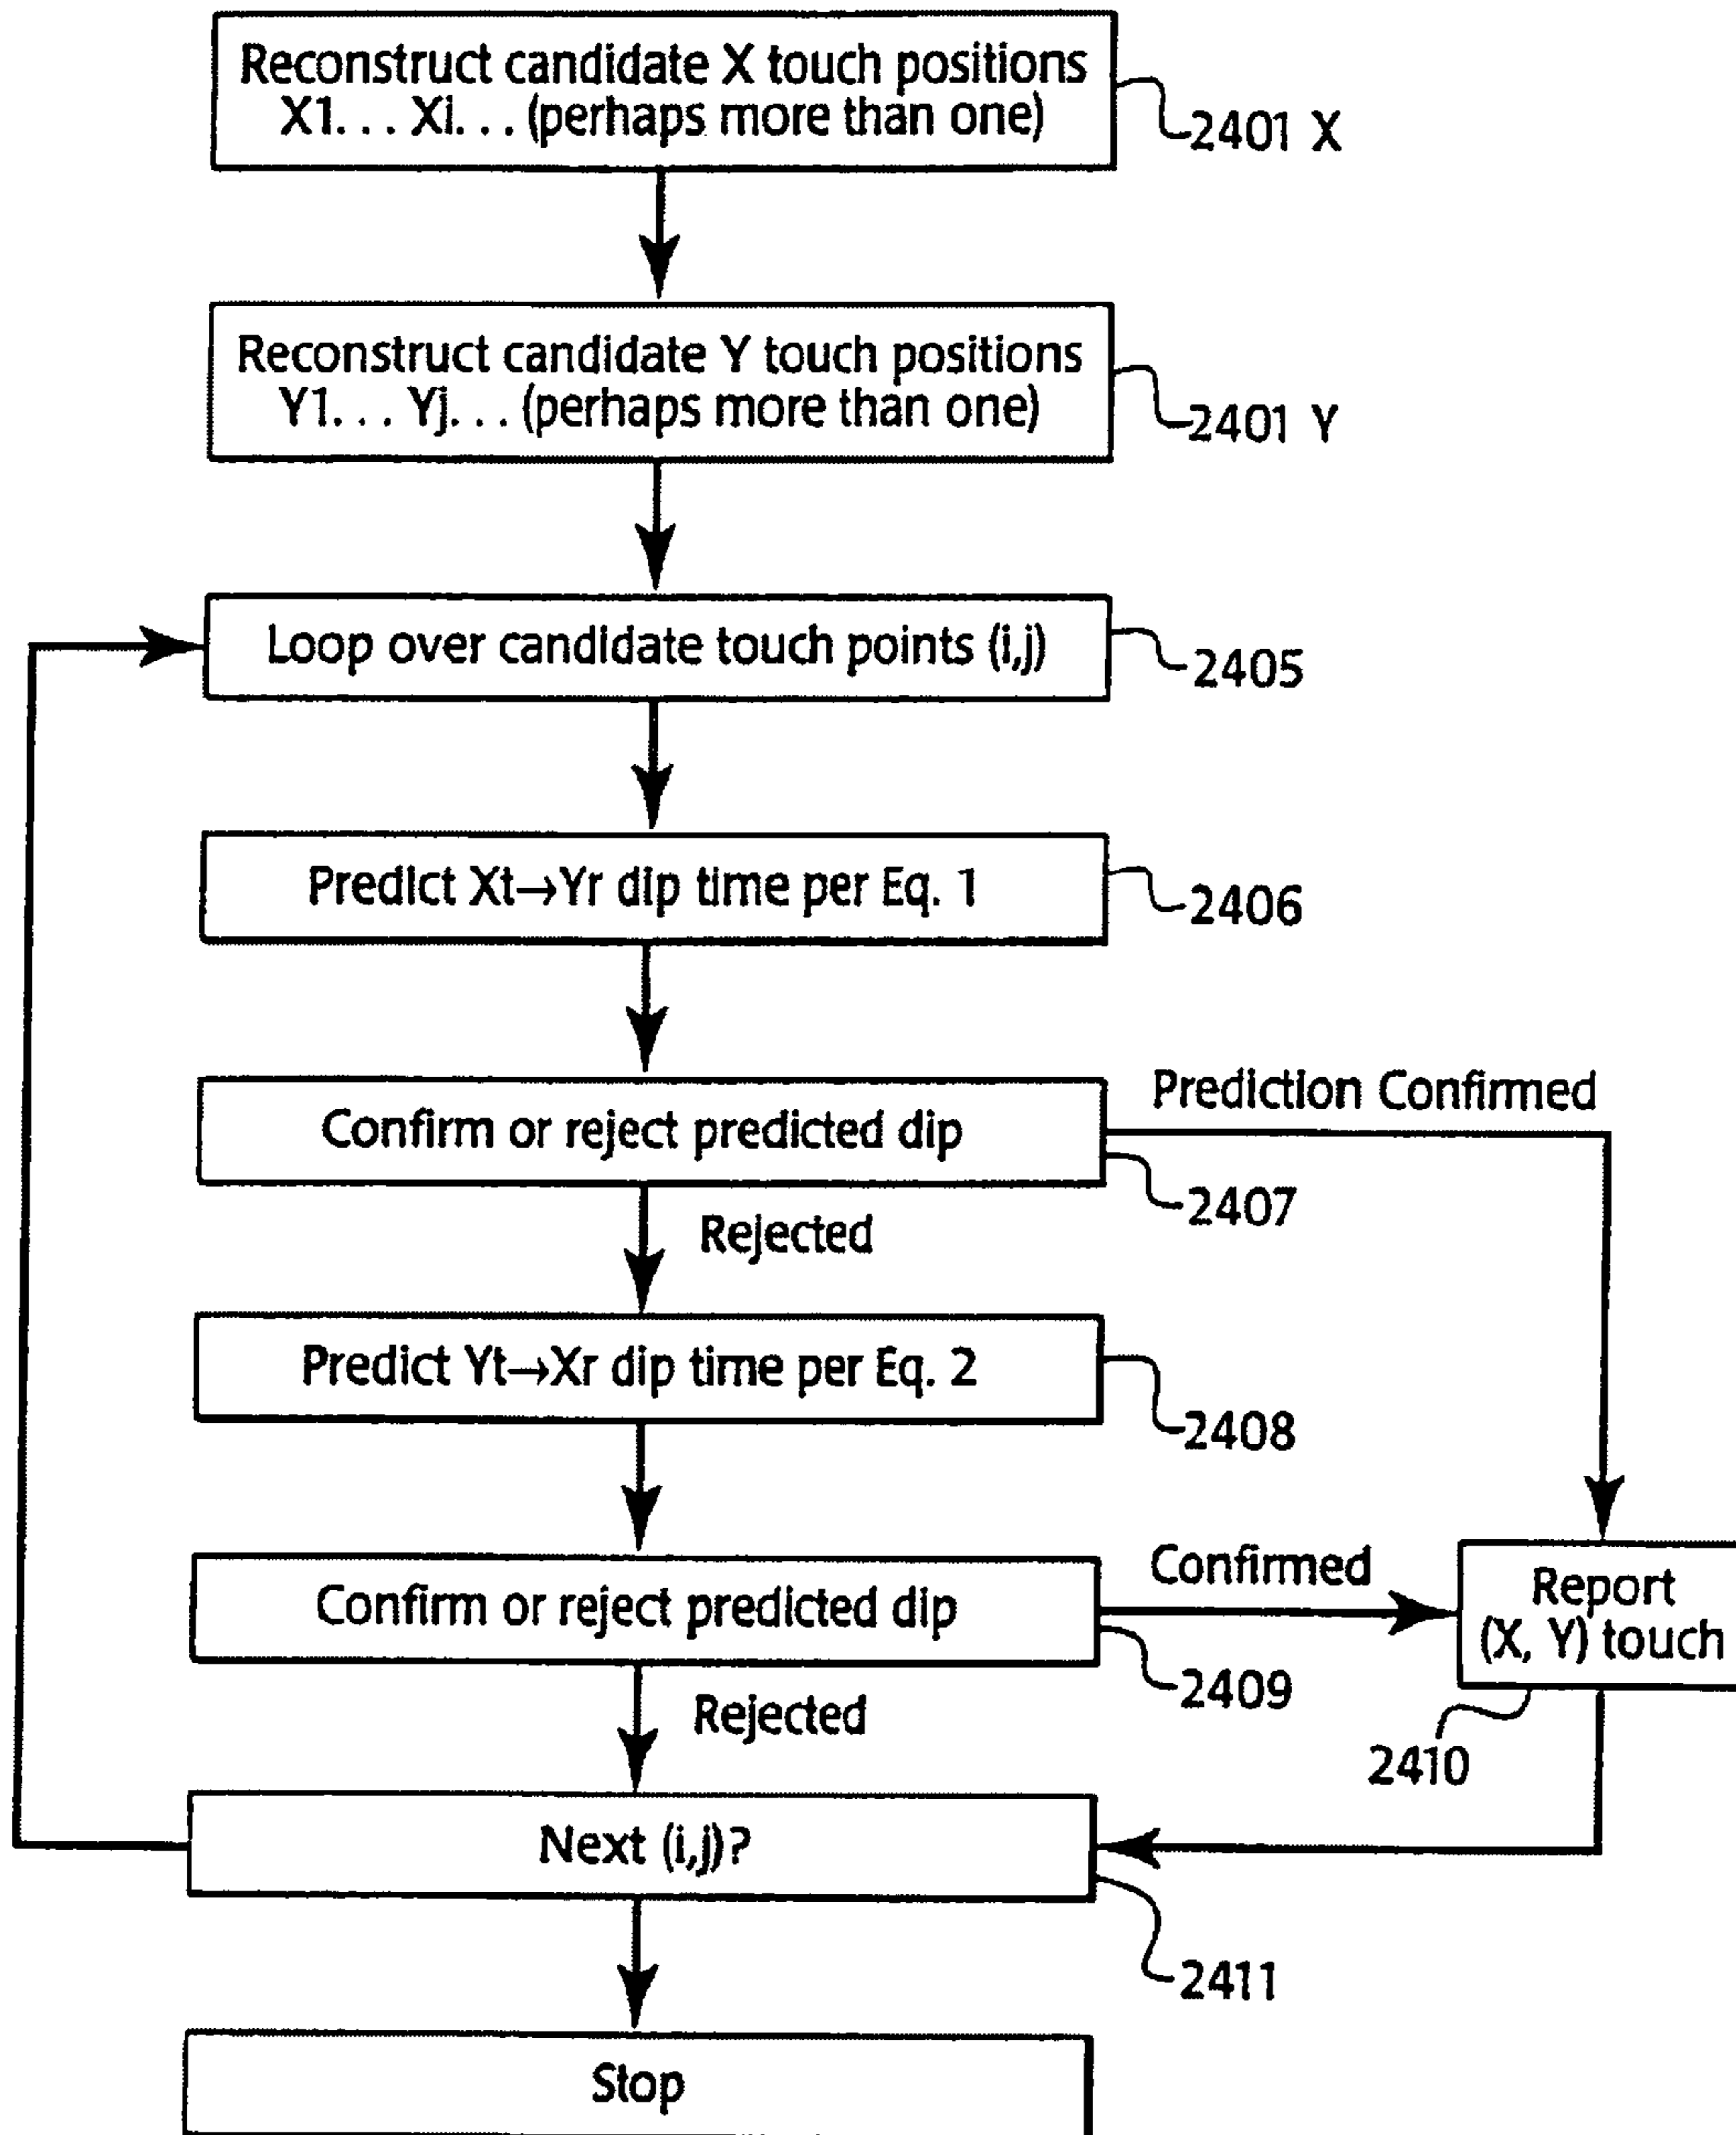 Reconstruct candidate X touch positions
X1. . . Xi. . . (perhaps more than one)
2401 X
Reconstruct candidate Y touch positions
Y1. . . Yj. . . (perhaps more than one)
2401 Y
Loop over candidate touch points (i,j)
2405
Predict Xt→Yr dip time per Eq. 1
2406
Confirm or reject predicted dip
Prediction Confirmed
2407
Rejected
Predict Yt→Xr dip time per Eq. 2
2408
Confirm or reject predicted dip
Confirmed
2409
Report
(X, Y) touch
2410
Rejected
Next (i,j)?
2411
Stop